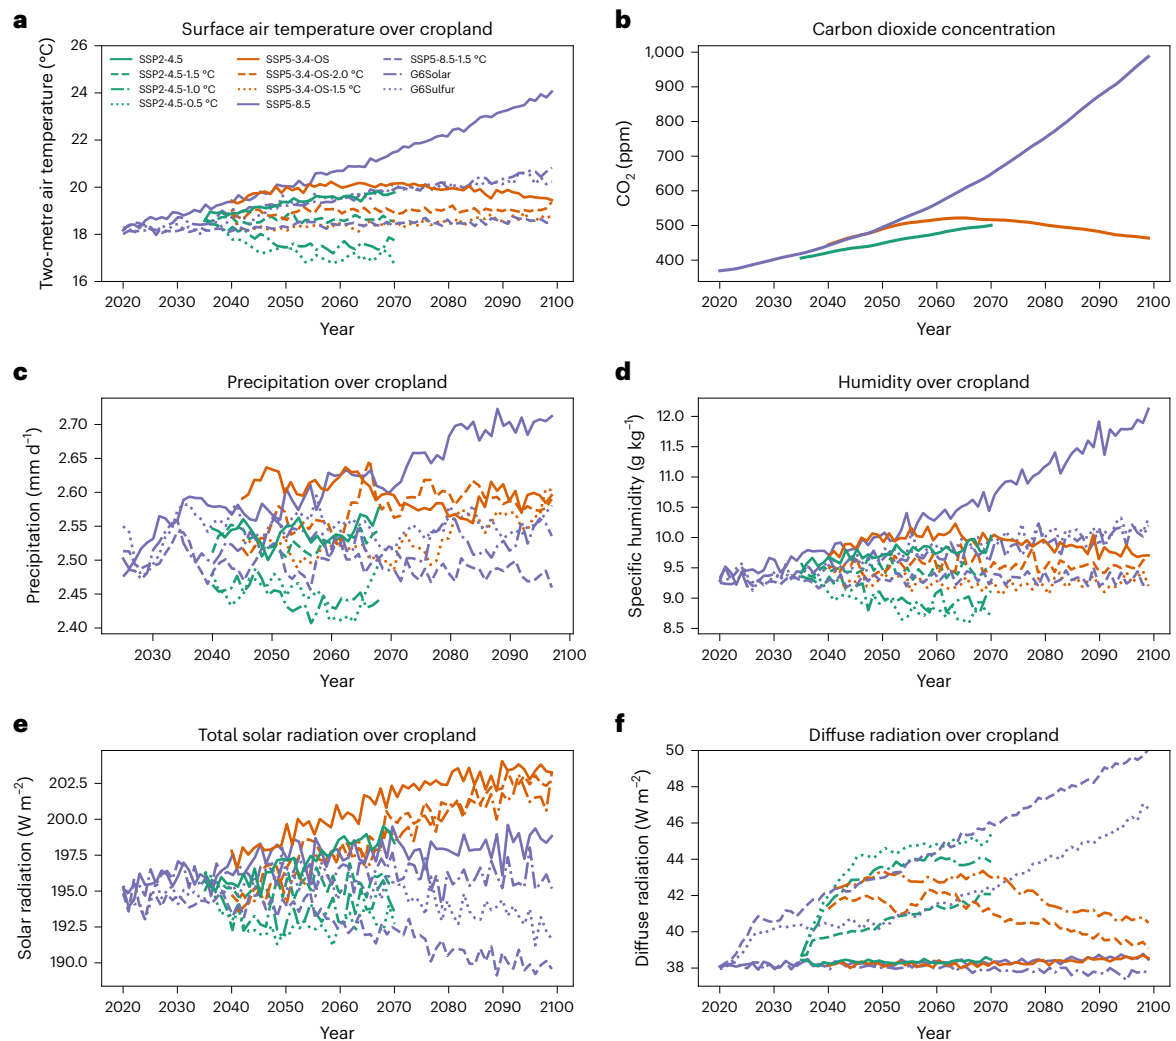 a
Surface air temperature over cropland
Two-metre air temperature (°C)
26
24
22
20
18
16
SSP2-4.5
SSP2-4.5-1.5 °C
SSP2-4.5-1.0 °C
SSP2-4.5-0.5 °C
SSP5-3.4-OS
SSP5-3.4-OS-2.0 °C
SSP5-3.4-OS-1.5 °C
SSP5-8.5
SSP5-8.5-1.5 °C
G6Solar
G6Sulfur
2020 2030 2040 2050 2060 2070 2080 2090 2100
Year
b
Carbon dioxide concentration
CO2 (ppm)
1,000
900
800
700
600
500
400
2020 2030 2040 2050 2060 2070 2080 2090 2100
Year
c
Precipitation over cropland
Precipitation (mm d−1)
2.70
2.65
2.60
2.55
2.50
2.45
2.40
2030 2040 2050 2060 2070 2080 2090 2100
Year
d
Humidity over cropland
Specific humidity (g kg−1)
12.0
11.5
11.0
10.5
10.0
9.5
9.0
8.5
2020 2030 2040 2050 2060 2070 2080 2090 2100
Year
e
Total solar radiation over cropland
Solar radiation (W m−2)
202.5
200.0
197.5
195.0
192.5
190.0
2020 2030 2040 2050 2060 2070 2080 2090 2100
Year
f
Diffuse radiation over cropland
Diffuse radiation (W m−2)
50
48
46
44
42
40
38
2020 2030 2040 2050 2060 2070 2080 2090 2100
Year